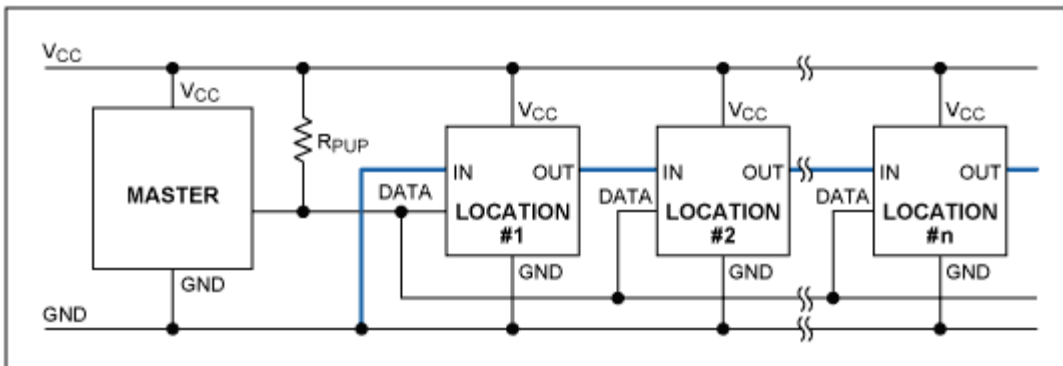 VCC
VCC
VCC
VCC
VCC
RPUP
MASTER
DATA
IN
OUT
LOCATION
#1
DATA
IN
OUT
LOCATION
#2
DATA
IN
OUT
LOCATION
#n
GND
GND
GND
GND
GND